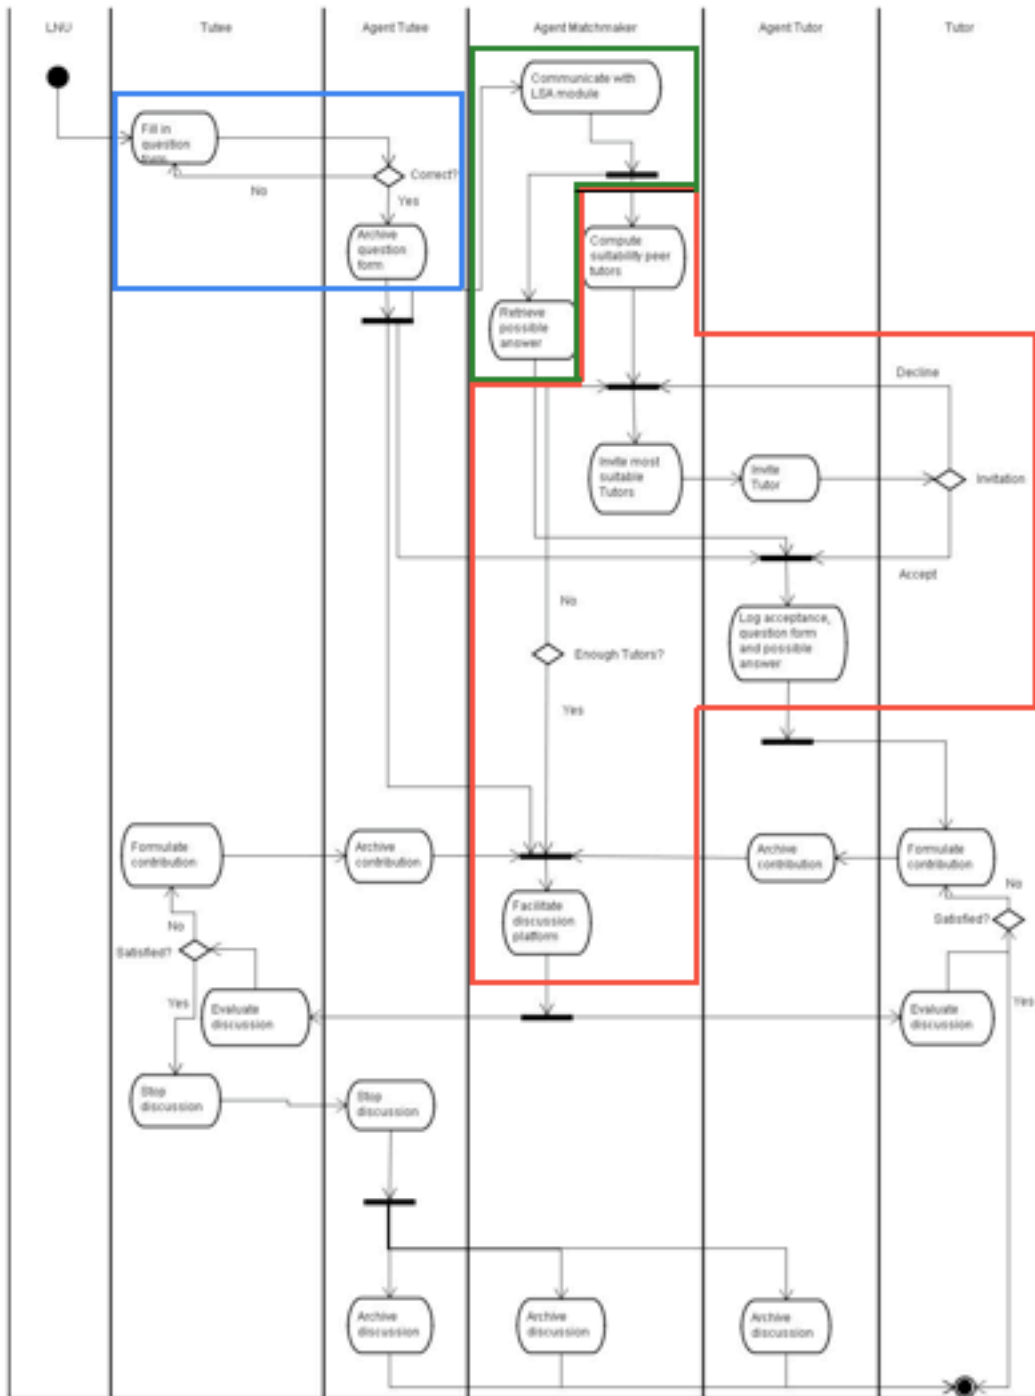 LNU
Tutee
Agent Tutee
Agent Matchmaker
Agent Tutor
Tutor
Communicate with
LSA module
Fill in
question
form
Correct?
No
Yes
Archive
question
form
Compute
suitability peer
tutors
Retrieve
possible
answer
Decline
Invite most
suitable
Tutors
Invite
Tutor
Invitation
Accept
No
Log acceptance,
question form
and possible
answer
Enough Tutors?
Yes
Formulate
contribution
Archive
contribution
Archive
contribution
Formulate
contribution
No
Satisfied?
Facilitate
discussion
platform
No
Satisfied?
Yes
Evaluate
discussion
Evaluate
discussion
Yes
Stop
discussion
Stop
discussion
Archive
discussion
Archive
discussion
Archive
discussion